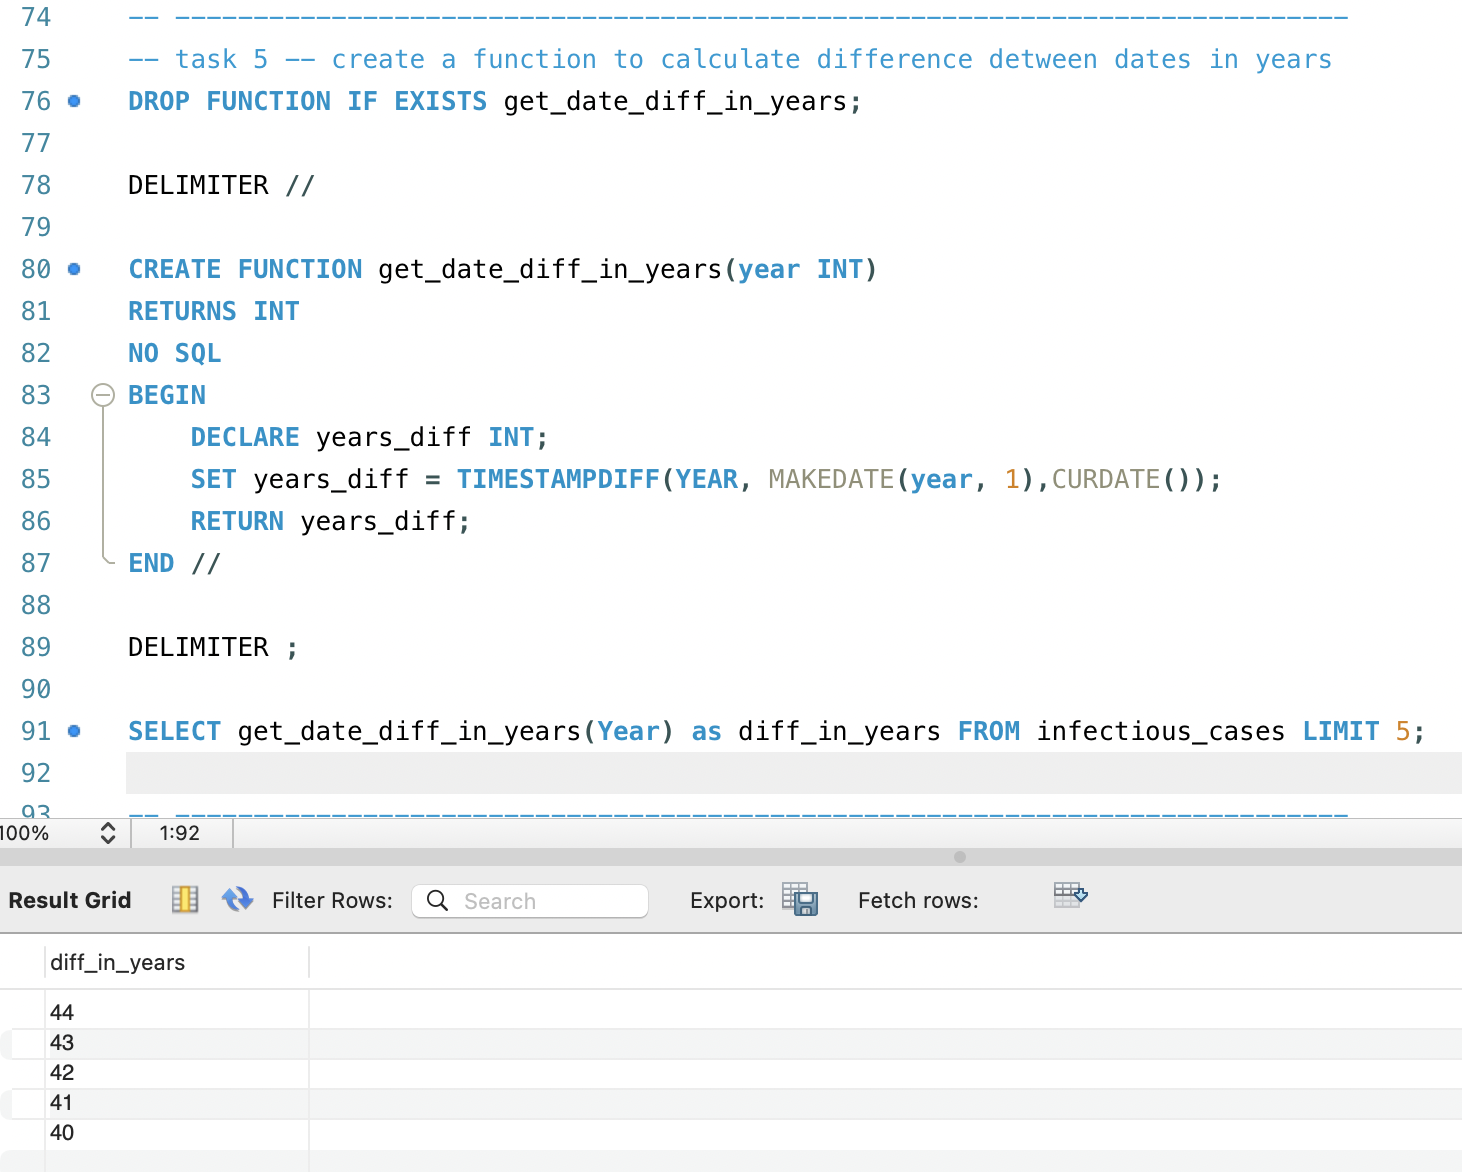 74 -- ---------------------------------------------------------------------------
75 -- task 5 -- create a function to calculate difference detween dates in years
76 DROP FUNCTION IF EXISTS get_date_diff_in_years;
77
78 DELIMITER //
79
80 CREATE FUNCTION get_date_diff_in_years(year INT)
81 RETURNS INT
82 NO SQL
83 BEGIN
84 DECLARE years_diff INT;
85 SET years_diff = TIMESTAMPDIFF(YEAR, MAKEDATE(year, 1),CURDATE());
86 RETURN years_diff;
87 END //
88
89 DELIMITER ;
90
91 SELECT get_date_diff_in_years(Year) as diff_in_years FROM infectious_cases LIMIT 5;
92
93 -- ---------------------------------------------------------------------------
100% 1:92
Result Grid Filter Rows: Search Export: Fetch rows:
diff_in_years
44
43
42
41
40